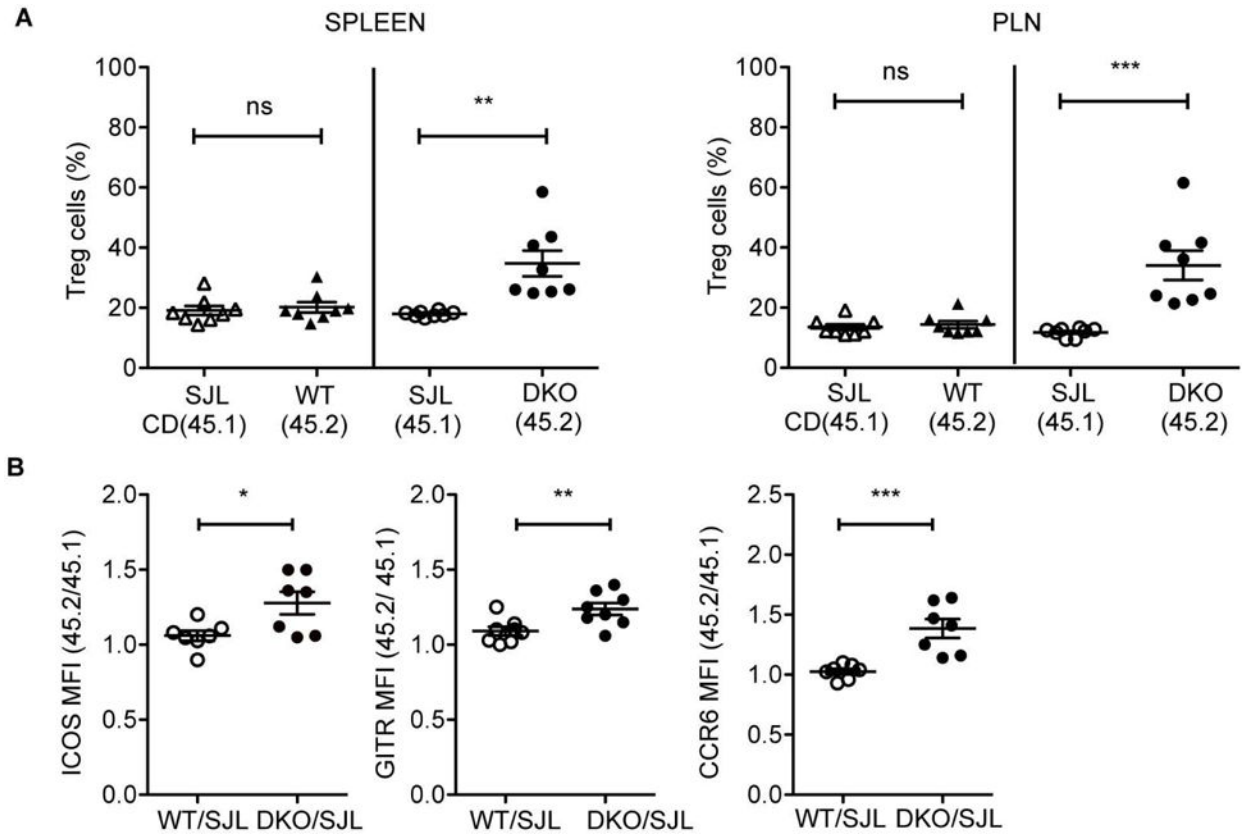 A
SPLEEN
PLN
Treg cells (%)
100
80
60
40
20
0
ns
**
SJL
CD(45.1)
WT
(45.2)
SJL
(45.1)
DKO
(45.2)
Treg cells (%)
100
80
60
40
20
0
ns
***
SJL
CD(45.1)
WT
(45.2)
SJL
(45.1)
DKO
(45.2)
B
ICOS MFI (45.2/45.1)
2.0
1.5
1.0
0.5
0.0
*
WT/SJL DKO/SJL
GITR MFI (45.2/ 45.1)
2.0
1.5
1.0
0.5
0.0
**
WT/SJL DKO/SJL
CCR6 MFI (45.2/45.1)
2.5
2.0
1.5
1.0
0.5
0.0
***
WT/SJL DKO/SJL